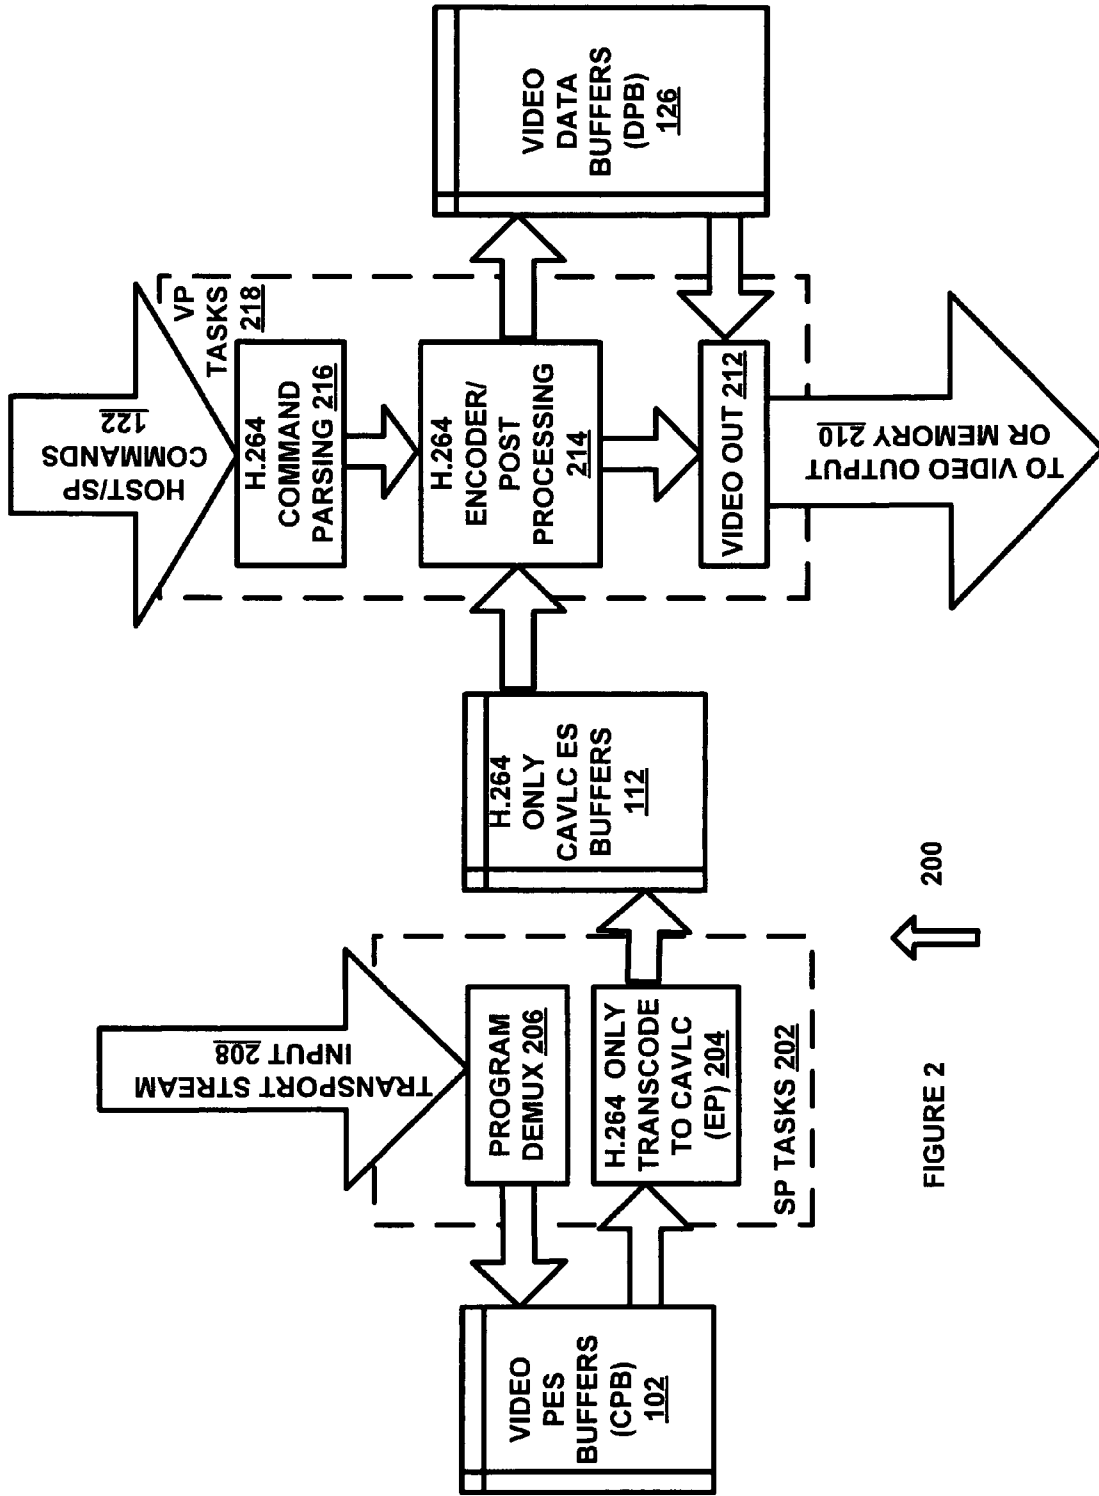 TRANSPORT STREAM
INPUT 208
VIDEO
PES
BUFFERS
(CPB)
102
PROGRAM
DEMUX 206
H.264 ONLY
TRANSCODE
TO CAVLC
(EP) 204
SP TASKS 202
H.264
ONLY
CAVLC ES
BUFFERS
112
HOST/SP
COMMANDS
122
VP
TASKS
218
H.264
COMMAND
PARSING 216
H.264
ENCODER/
POST
PROCESSING
214
VIDEO OUT 212
TO VIDEO OUTPUT
OR MEMORY 210
VIDEO
DATA
BUFFERS
(DPB)
126
200
FIGURE 2